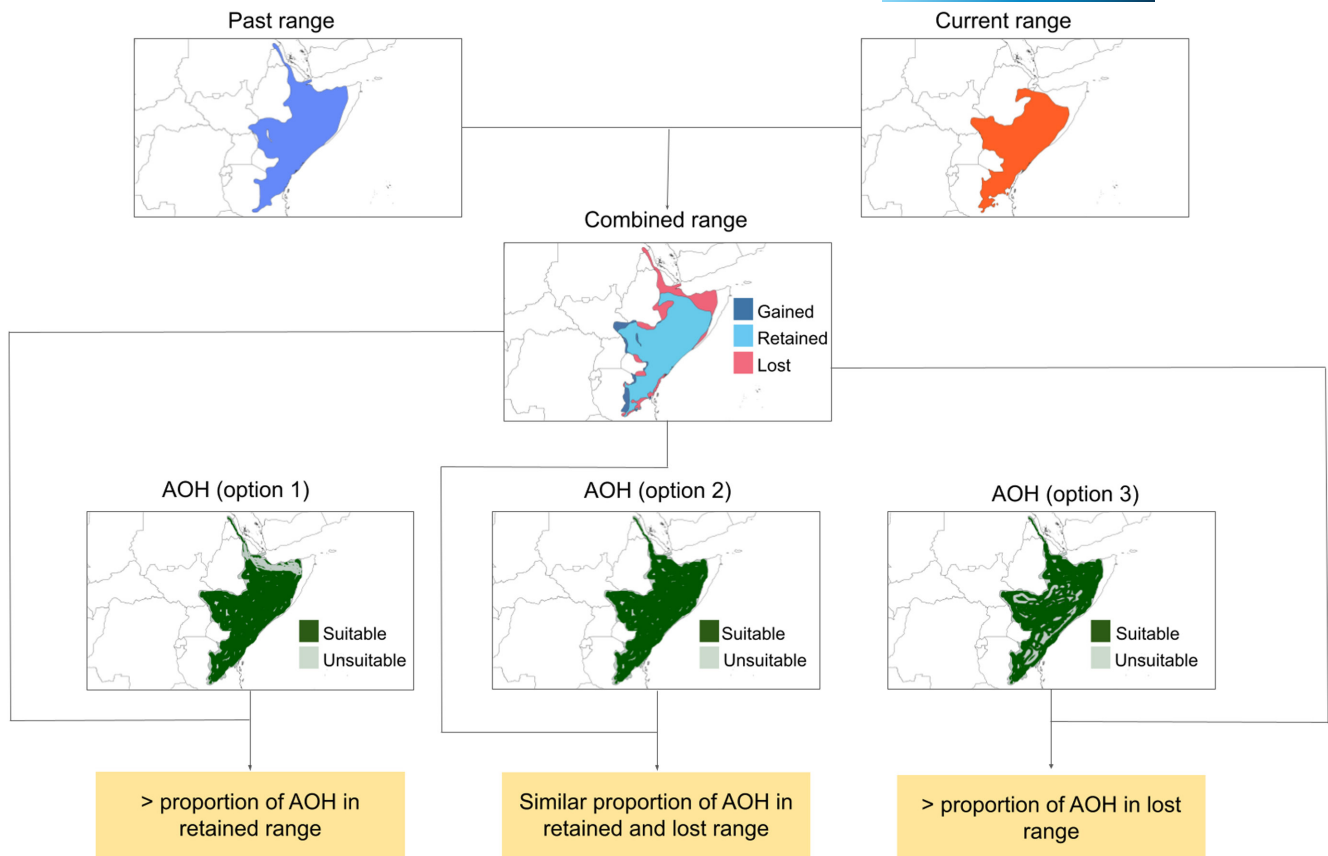 Past range
Current range
Combined range
Gained
Retained
Lost
AOH (option 1)
AOH (option 2)
AOH (option 3)
Suitable
Unsuitable
Suitable
Unsuitable
Suitable
Unsuitable
> proportion of AOH in
retained range
Similar proportion of AOH in
retained and lost range
> proportion of AOH in lost
range